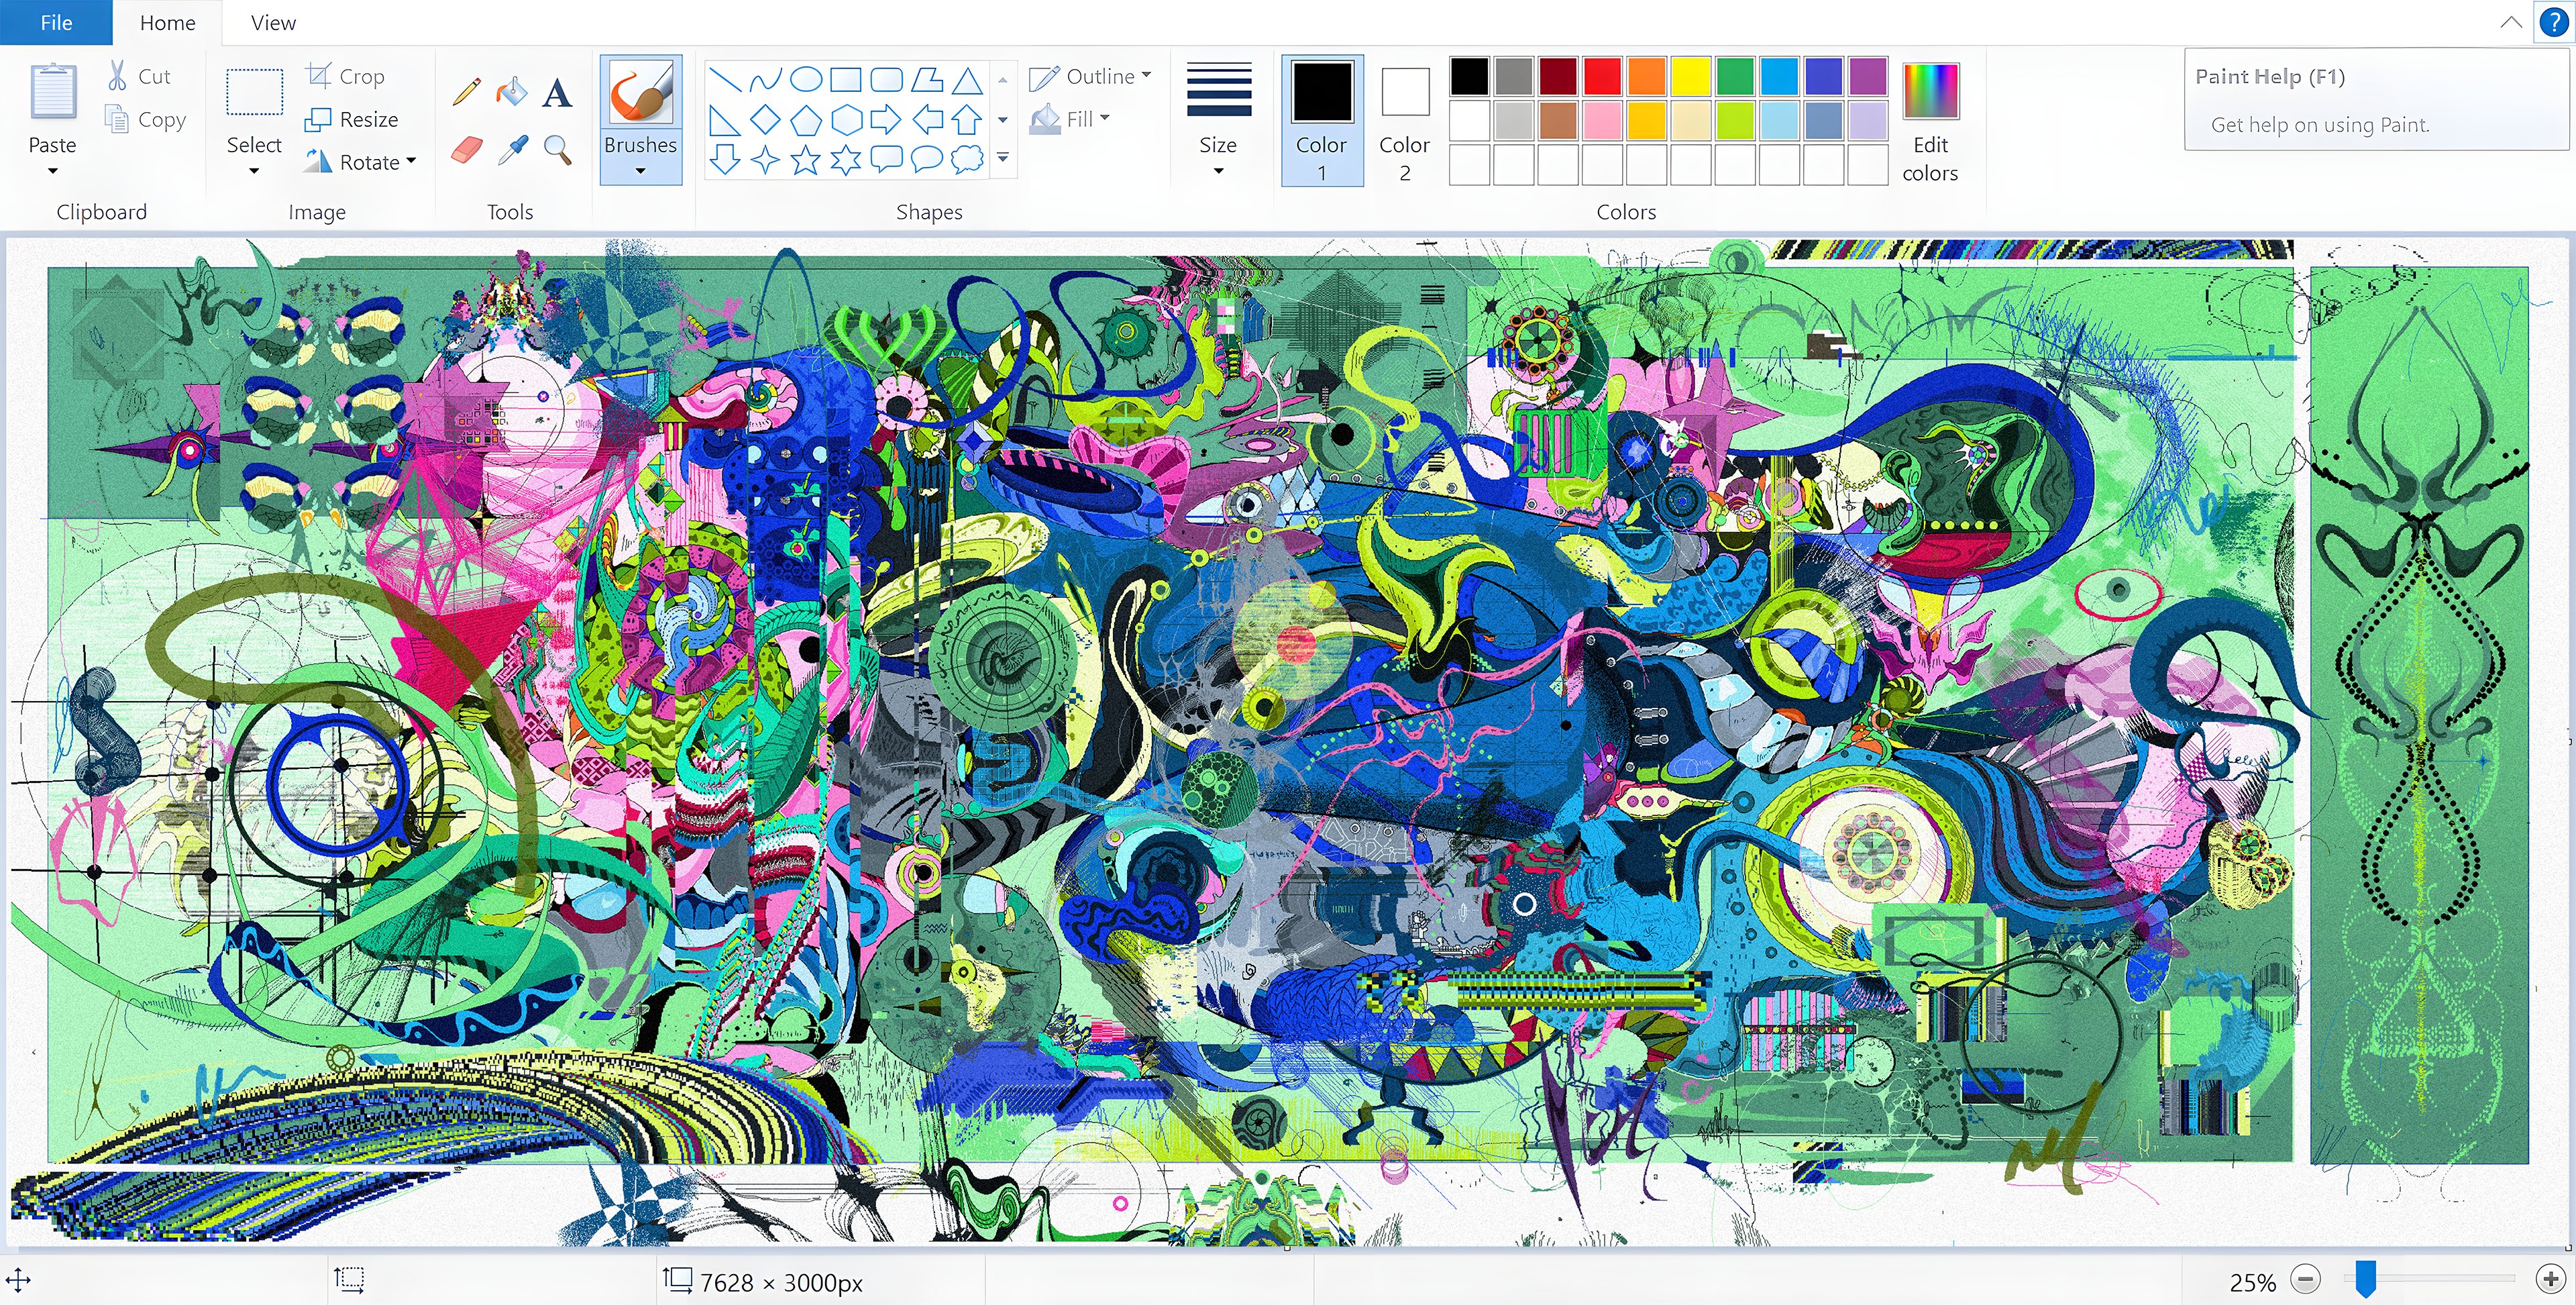 File Home View
Paste
Cut
Copy
Clipboard
Select
Crop
Resize
Rotate
Image
A
Tools
Brushes
Shapes
Outline
Fill
Size
Color
1
Color
2
Colors
Edit
colors
Paint Help (F1)
Get help on using Paint.
?
7628 × 3000px
25%